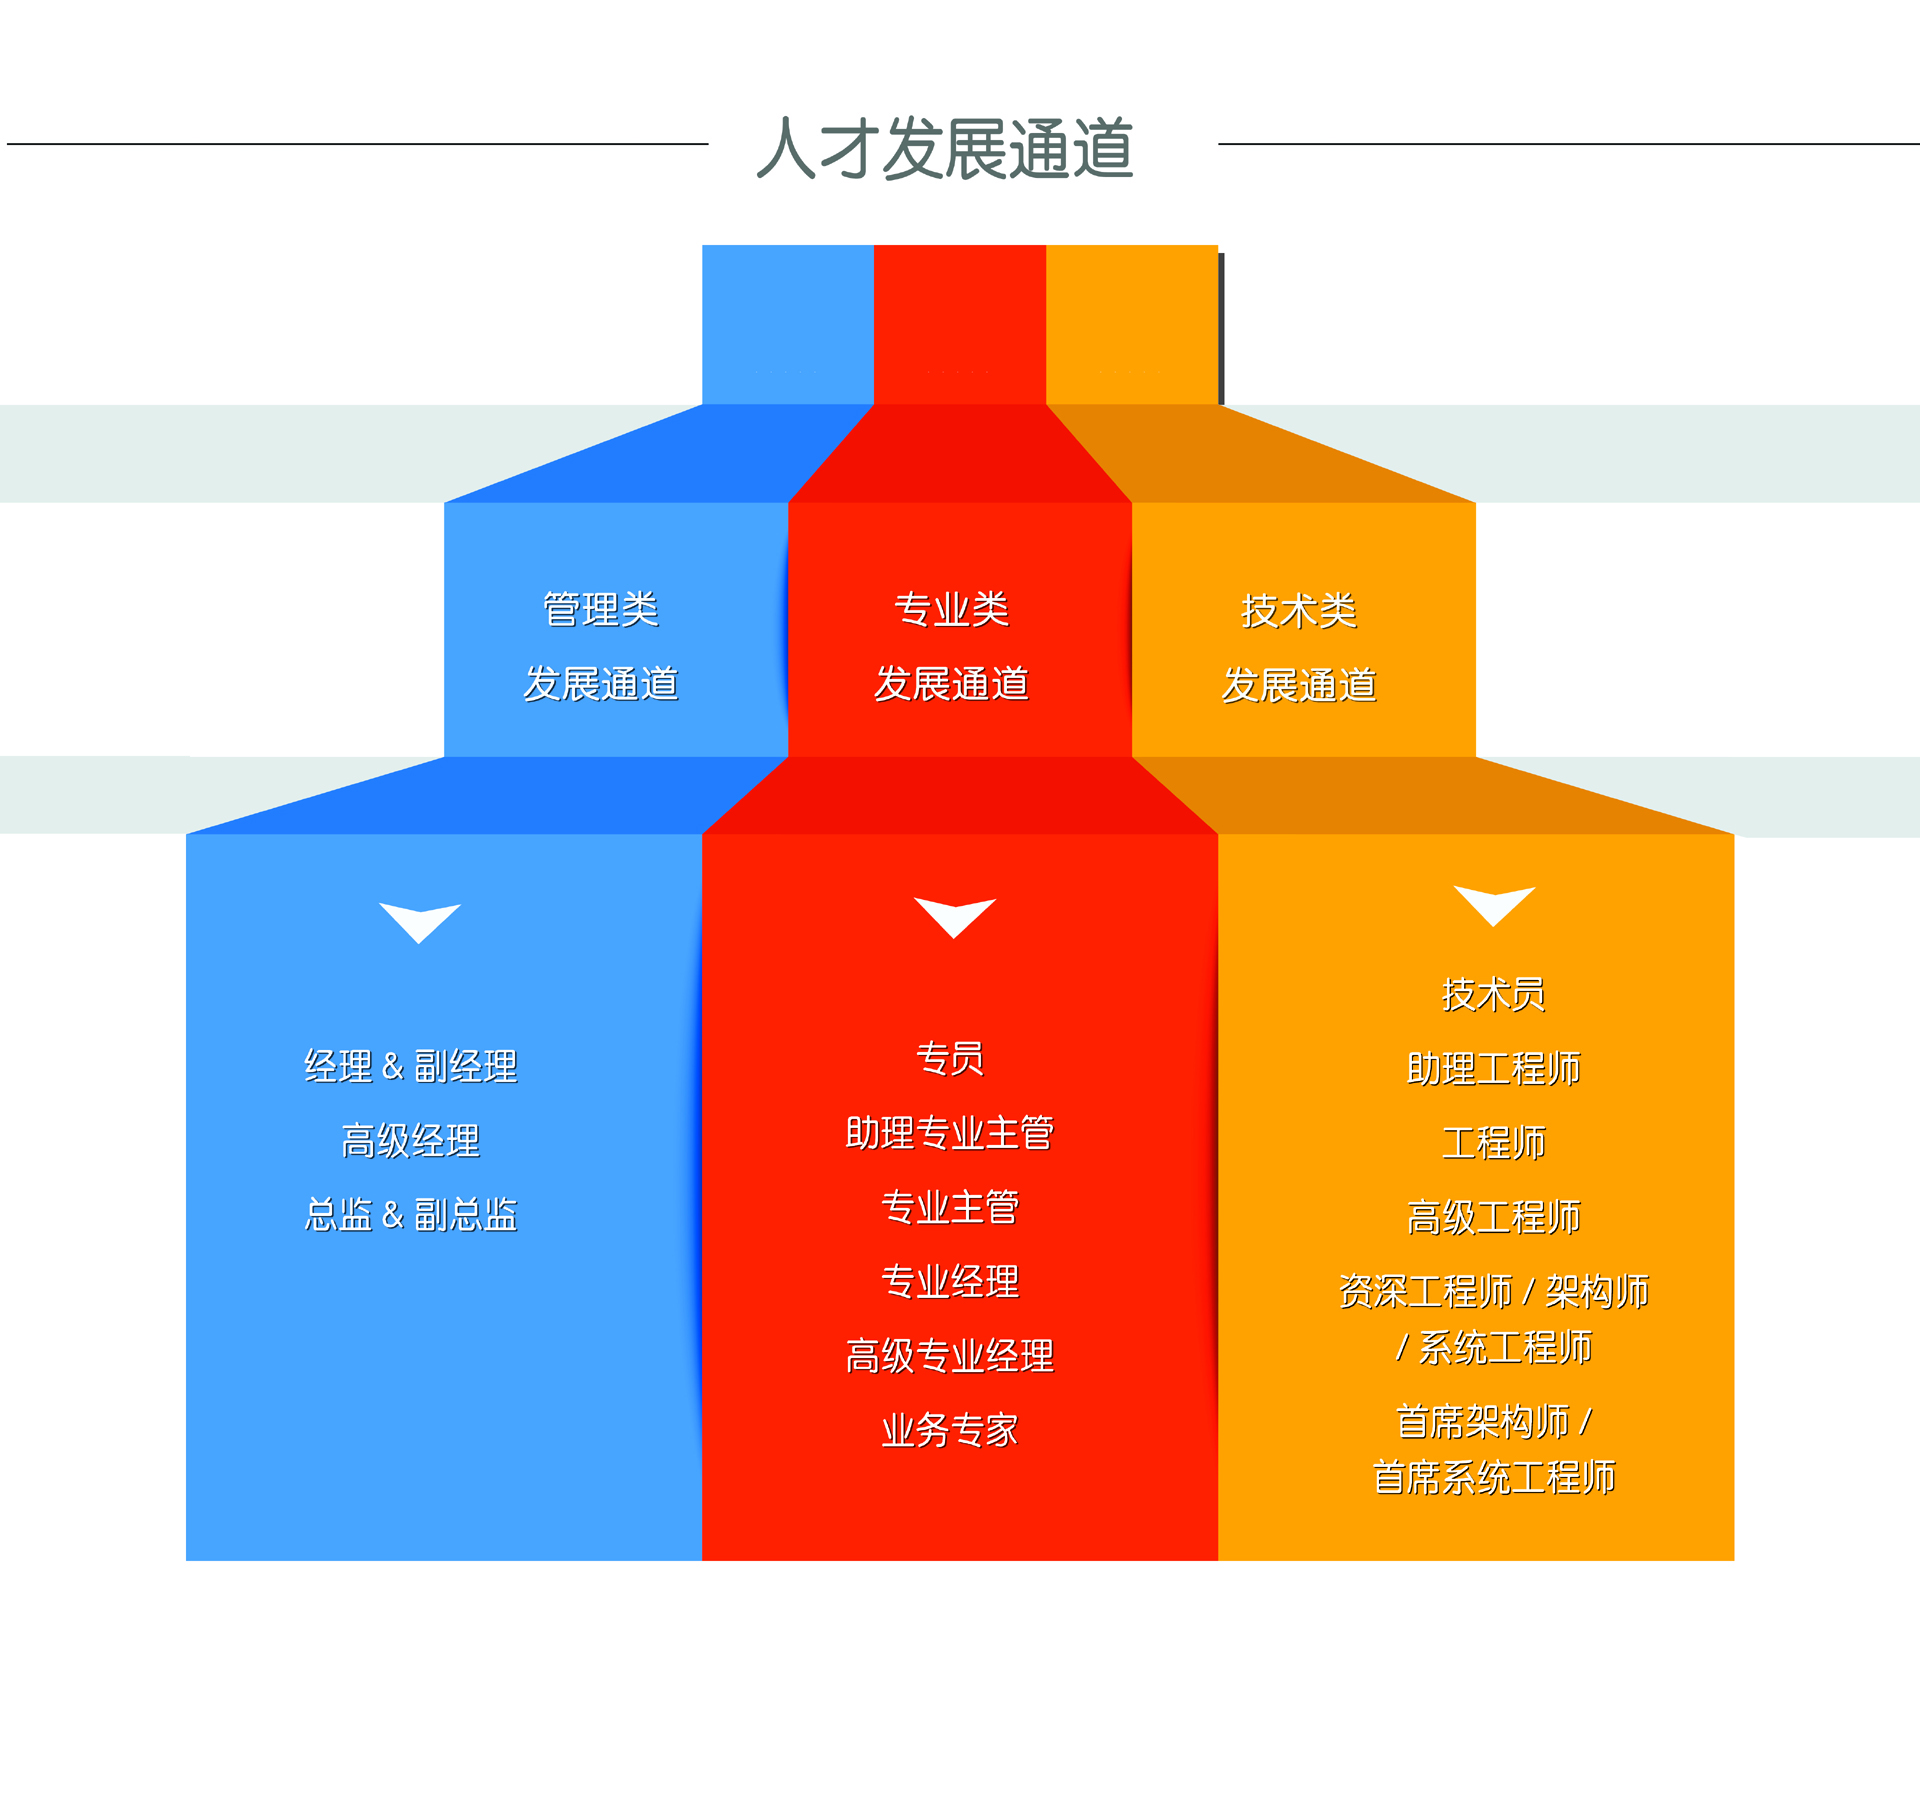 人才发展通道
管理类
发展通道
专业类
发展通道
技术类
发展通道
经理 & 副经理
高级经理
总监 & 副总监
专员
助理专业主管
专业主管
专业经理
高级专业经理
业务专家
技术员
助理工程师
工程师
高级工程师
资深工程师 / 架构师
/ 系统工程师
首席架构师 /
首席系统工程师